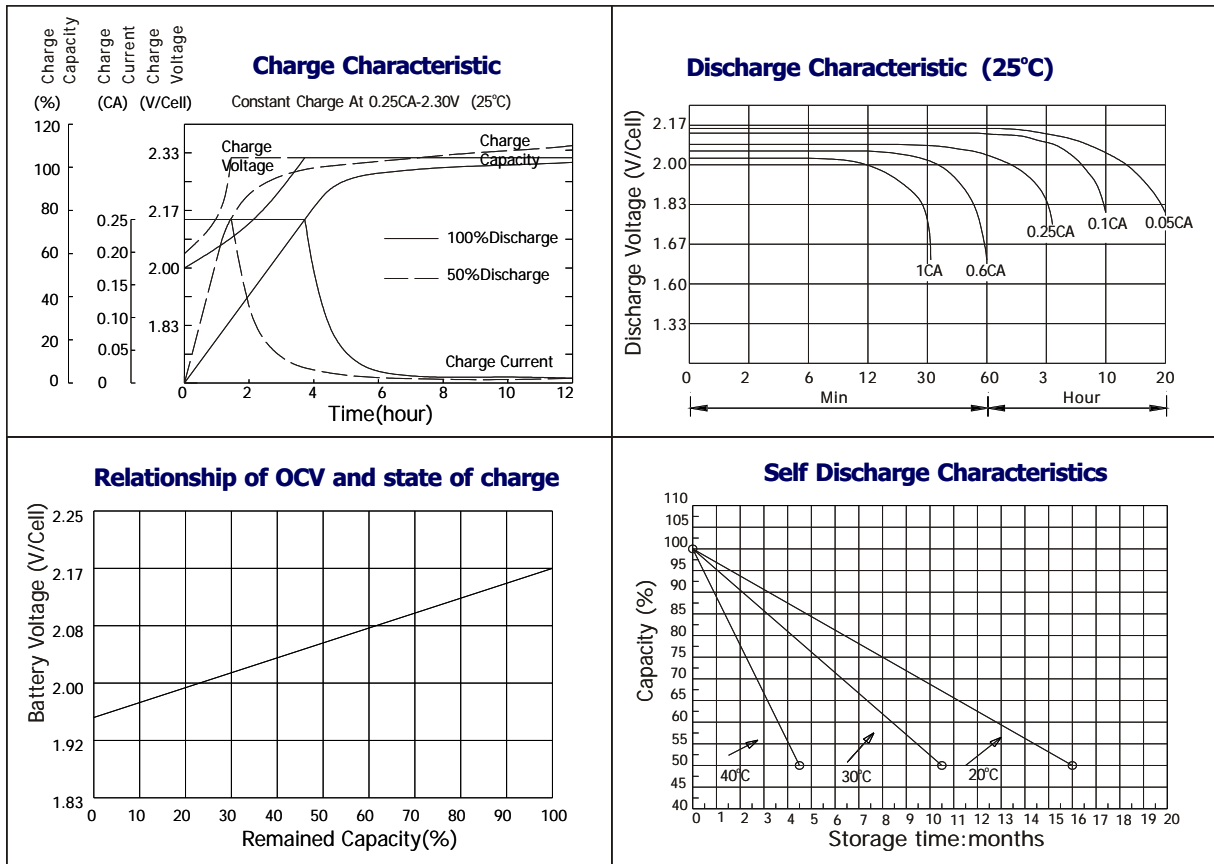 Charge
Capacity
Charge
Current
Charge
Voltage
Charge Characteristic
(%) (CA) (V/Cell) Constant Charge At 0.25CA-2.30V (25°C)
120
100
80
60
40
20
0
0.25
0.20
0.15
0.10
0.05
0
2.33
2.17
2.00
1.83
Charge
Voltage
Charge
Capacity
100%Discharge
50%Discharge
Charge Current
0 2 4 6 8 10 12
Time(hour)
Discharge Characteristic (25°C)
Discharge Voltage (V/Cell)
2.17
2.00
1.83
1.67
1.60
1.33
1CA 0.6CA 0.25CA 0.1CA 0.05CA
0 2 6 12 30 60 3 10 20
Min Hour
Relationship of OCV and state of charge
Battery Voltage (V/Cell)
2.25
2.17
2.08
2.00
1.92
1.83
0 10 20 30 40 50 60 70 80 90 100
Remained Capacity(%)
Self Discharge Characteristics
Capacity (%)
110
105
100
95
90
85
80
75
70
65
60
55
50
45
40
40°C 30°C 20°C
0 1 2 3 4 5 6 7 8 9 10 11 12 13 14 15 16 17 18 19 20
Storage time:months